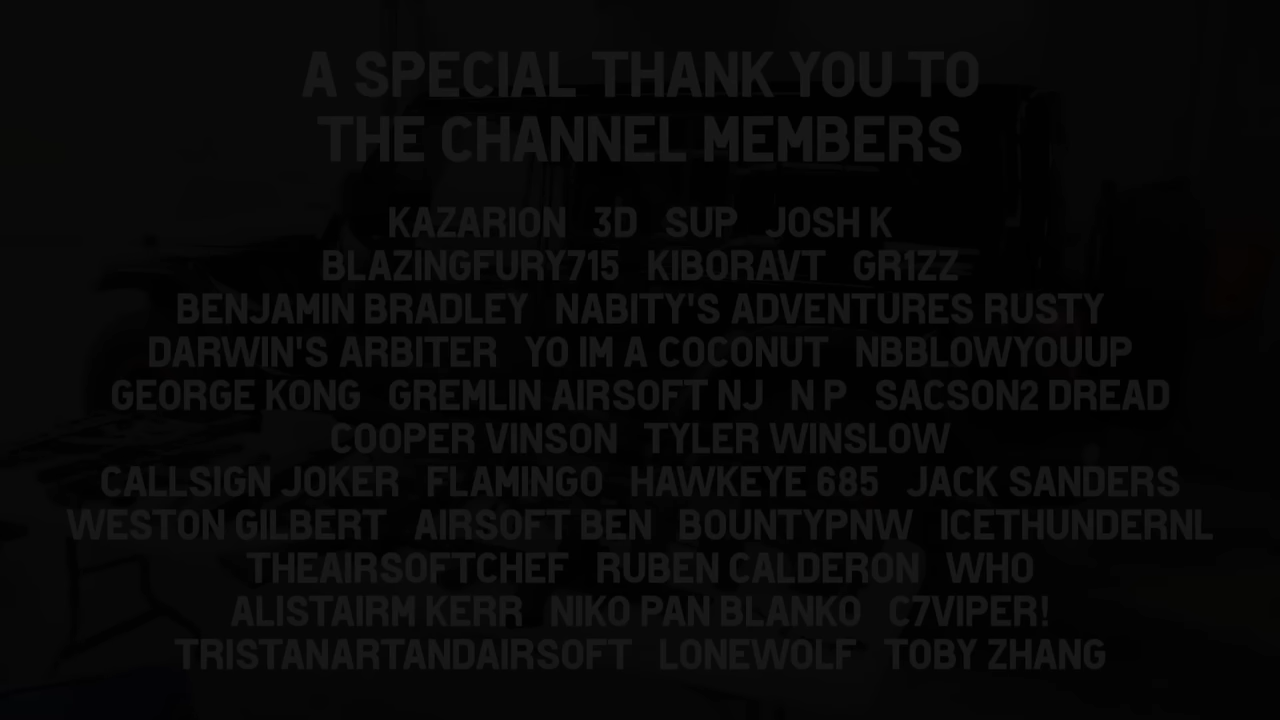 A SPECIAL THANK YOU TO
THE CHANNEL MEMBERS
KAZARION 3D SUP JOSH K
BLAZINGFURY715 KIBORAVT GR1ZZ
BENJAMIN BRADLEY NABITY'S ADVENTURES RUSTY
DARWIN'S ARBITER YO IM A COCONUT NBBLOWYOUUP
GEORGE KONG GREMLIN AIRSOFT NJ N P SACSON2 DREAD
COOPER VINSON TYLER WINSLOW
CALLSIGN JOKER FLAMINGO HAWKEYE 685 JACK SANDERS
WESTON GILBERT AIRSOFT BEN BOUNTYPNW ICETHUNDERNL
THEAIRSOFTCHEF RUBEN CALDERON WHO
ALISTAIRM KERR NIKO PAN BLANKO C7VIPER!
TRISTANARTANDAIRSOFT LONEWOLF TOBY ZHANG